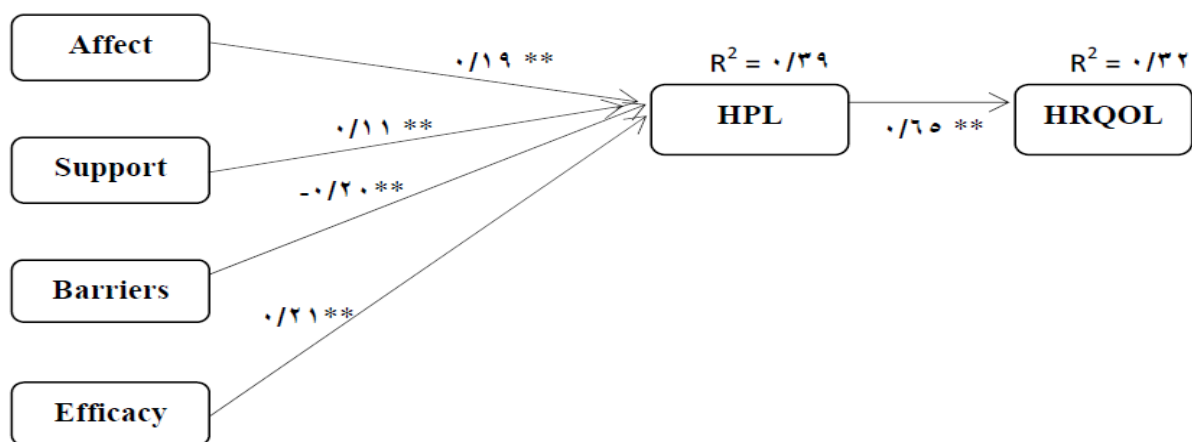 Affect
Support
Barriers
Efficacy
٠/١٩ **
٠/١١ **
-٠/٢٠**
٠/٢١**
R² = ٠/٣٩
HPL
٠/٦٥ **
R² = ٠/٣٢
HRQOL